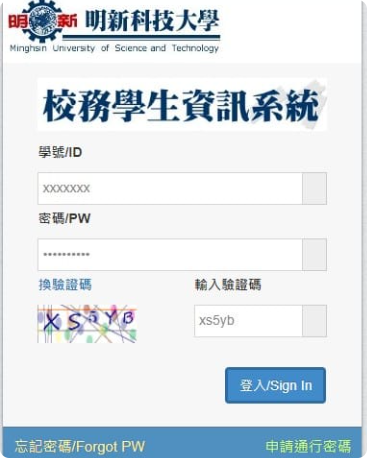 明新 明新科技大學
Minghsin University of Science and Technology
校務學生資訊系統
學號/ID
xxxxxxx
密碼/PW
••••••••••
換驗證碼 輸入驗證碼
XS5YB xs5yb
登入/Sign In
忘記密碼/Forgot PW 申請通行密碼